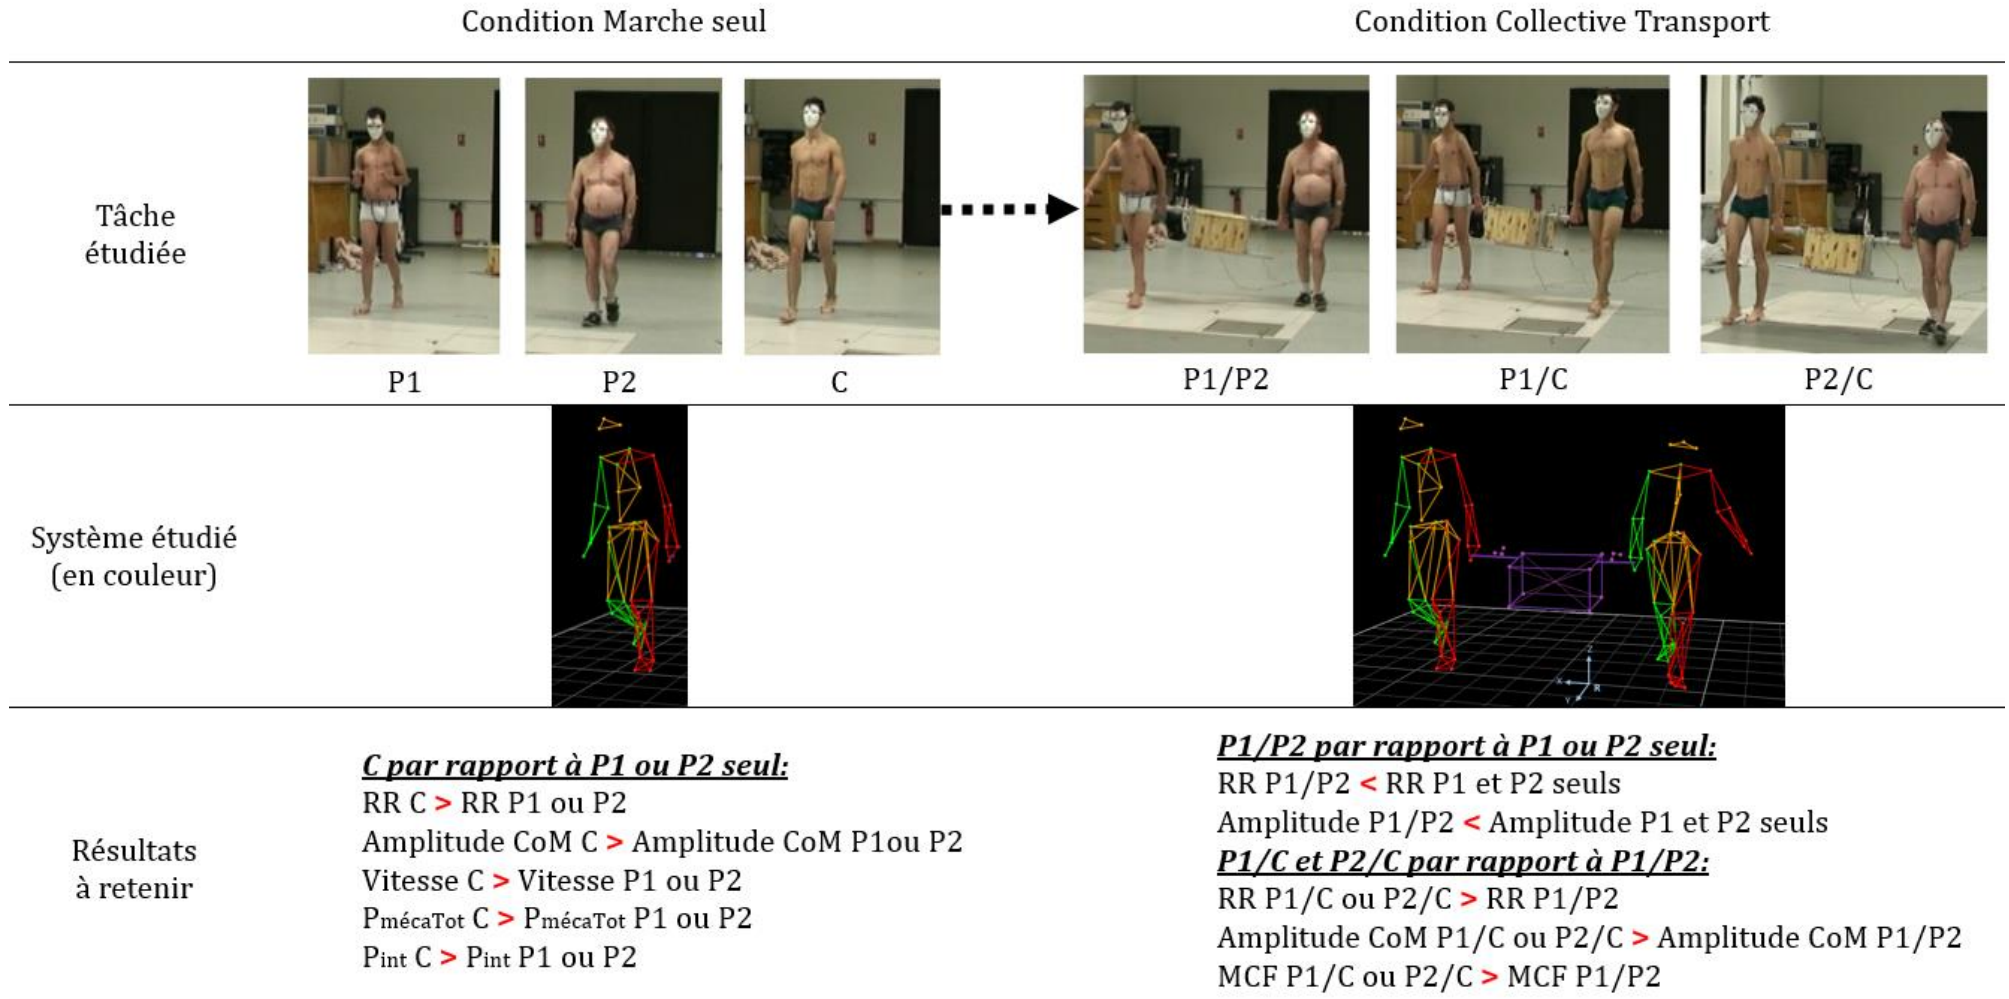 Condition Marche seul
Condition Collective Transport
Tâche
étudiée
P1
P2
C
P1/P2
P1/C
P2/C
Système étudié
(en couleur)
Z
X
R
Y
Résultats
à retenir
C par rapport à P1 ou P2 seul:
RR C > RR P1 ou P2
Amplitude CoM C > Amplitude CoM P1ou P2
Vitesse C > Vitesse P1 ou P2
PmécaTot C > PmécaTot P1 ou P2
Pint C > Pint P1 ou P2
P1/P2 par rapport à P1 ou P2 seul:
RR P1/P2 < RR P1 et P2 seuls
Amplitude P1/P2 < Amplitude P1 et P2 seuls
P1/C et P2/C par rapport à P1/P2:
RR P1/C ou P2/C > RR P1/P2
Amplitude CoM P1/C ou P2/C > Amplitude CoM P1/P2
MCF P1/C ou P2/C > MCF P1/P2